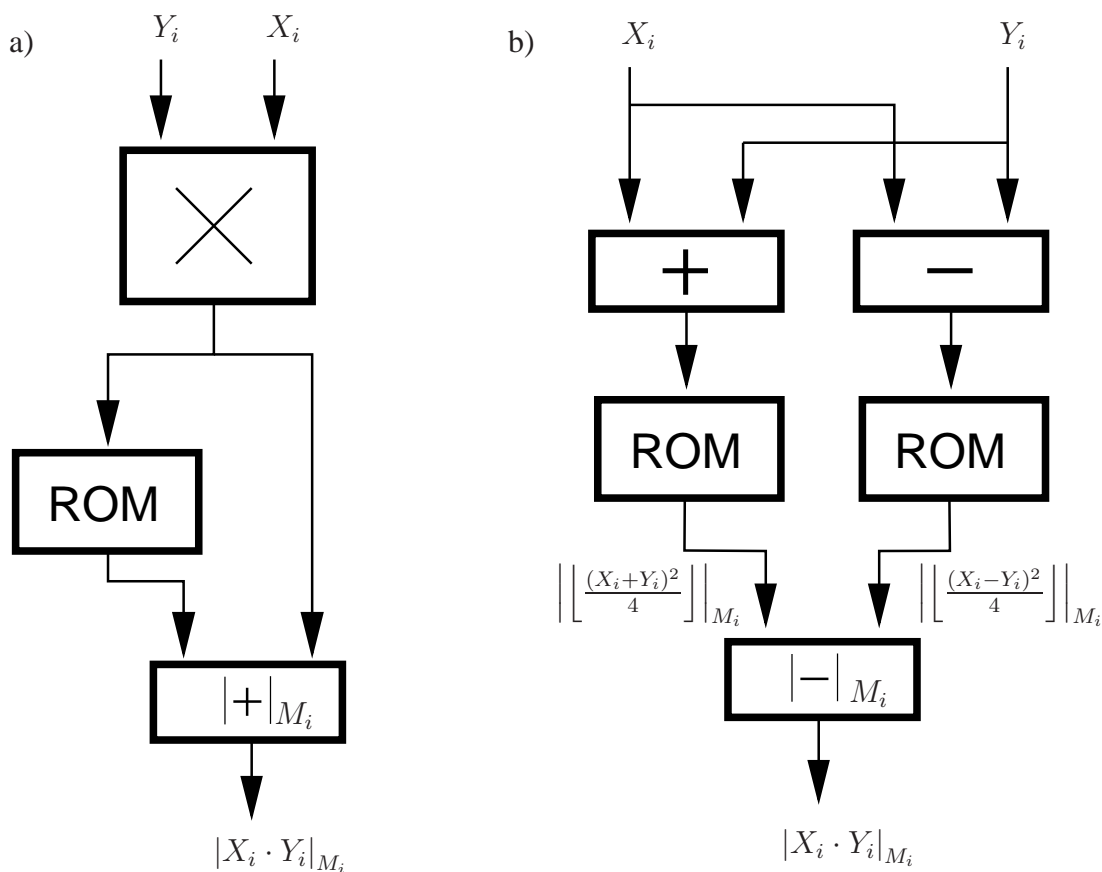 a)
Y_i X_i
ROM
|+|_{M_i}
|X_i · Y_i|_{M_i}
b)
X_i Y_i
+ −
ROM ROM
||⌊(X_i+Y_i)^2/4⌋||_{M_i} ||⌊(X_i−Y_i)^2/4⌋||_{M_i}
|−|_{M_i}
|X_i · Y_i|_{M_i}